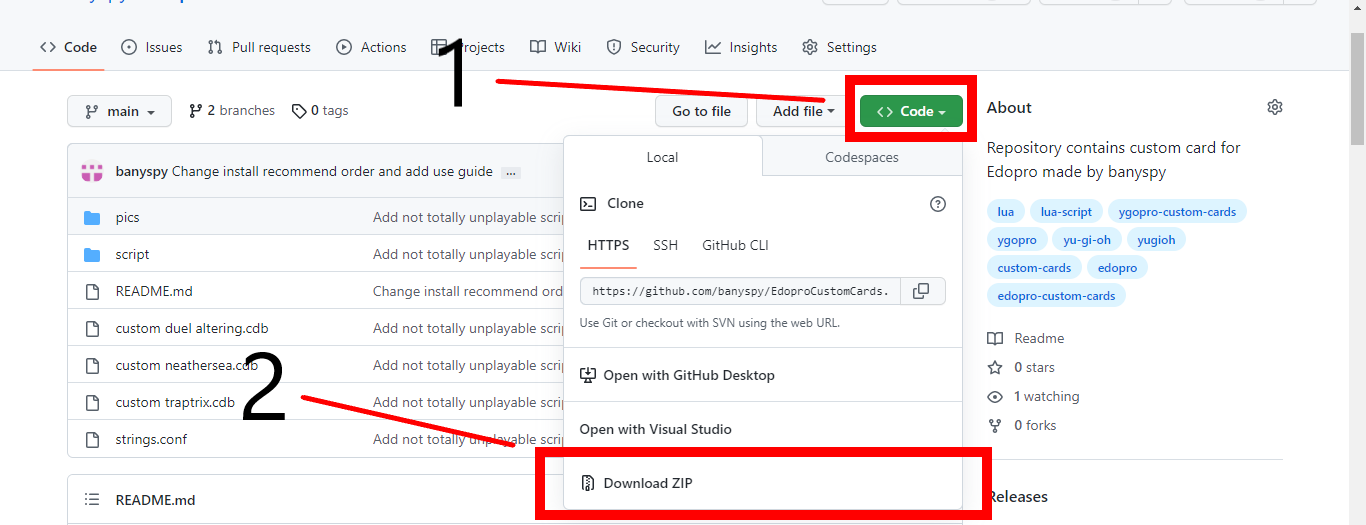 Code Issues Pull requests Actions Projects Wiki Security Insights Settings
1
main 2 branches 0 tags Go to file Add file Code
About
Repository contains custom card for
Edopro made by banyspy
lua lua-script ygopro-custom-cards
ygopro yu-gi-oh yugioh
custom-cards edopro
edopro-custom-cards
Readme
0 stars
1 watching
0 forks
Releases
Local Codespaces
Clone
HTTPS SSH GitHub CLI
https://github.com/banyspy/EdoproCustomCards.
Use Git or checkout with SVN using the web URL.
Open with GitHub Desktop
Open with Visual Studio
Download ZIP
banyspy Change install recommend order and add use guide ...
pics Add not totally unplayable scrip
script Add not totally unplayable scrip
README.md Change install recommend ord
custom duel altering.cdb Add not totally unplayable scrip
custom neathersea.cdb Add not totally unplayable scrip
2
custom traptrix.cdb Add not totally unplayable scrip
strings.conf Add not totally unplayable scrip
README.md